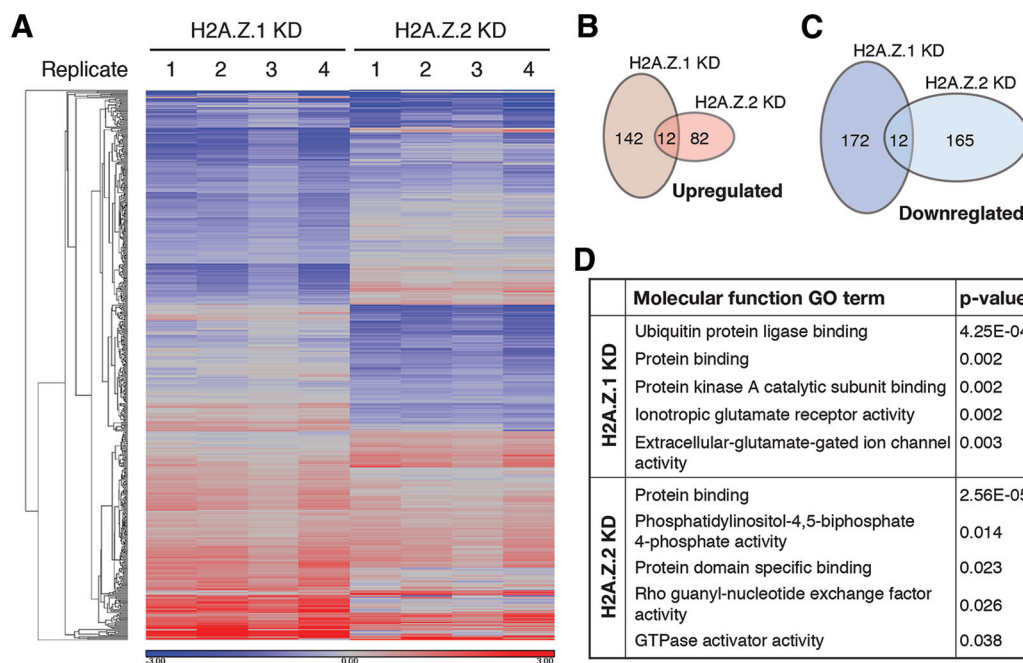 A
H2A.Z.1 KD
H2A.Z.2 KD
Replicate
1 2 3 4 1 2 3 4
-3.00 0.00 3.00
B
H2A.Z.1 KD
H2A.Z.2 KD
142 12 82
Upregulated
C
H2A.Z.1 KD
H2A.Z.2 KD
172 12 165
Downreglated
D
Molecular function GO term p-value
H2A.Z.1 KD
Ubiquitin protein ligase binding 4.25E-04
Protein binding 0.002
Protein kinase A catalytic subunit binding 0.002
Ionotropic glutamate receptor activity 0.002
Extracellular-glutamate-gated ion channel
activity 0.003
H2A.Z.2 KD
Protein binding 2.56E-05
Phosphatidylinositol-4,5-biphosphate
4-phosphate activity 0.014
Protein domain specific binding 0.023
Rho guanyl-nucleotide exchange factor
activity 0.026
GTPase activator activity 0.038